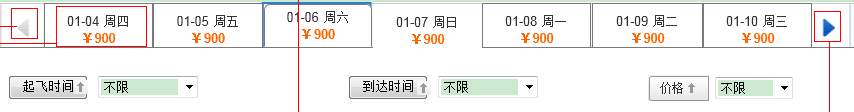 01-04 周四 01-05 周五 01-06 周六 01-07 周日 01-08 周一 01-09 周二 01-10 周三
￥900 ￥900 ￥900 ￥900 ￥900 ￥900 ￥900
起飞时间 不限 到达时间 不限 价格 不限